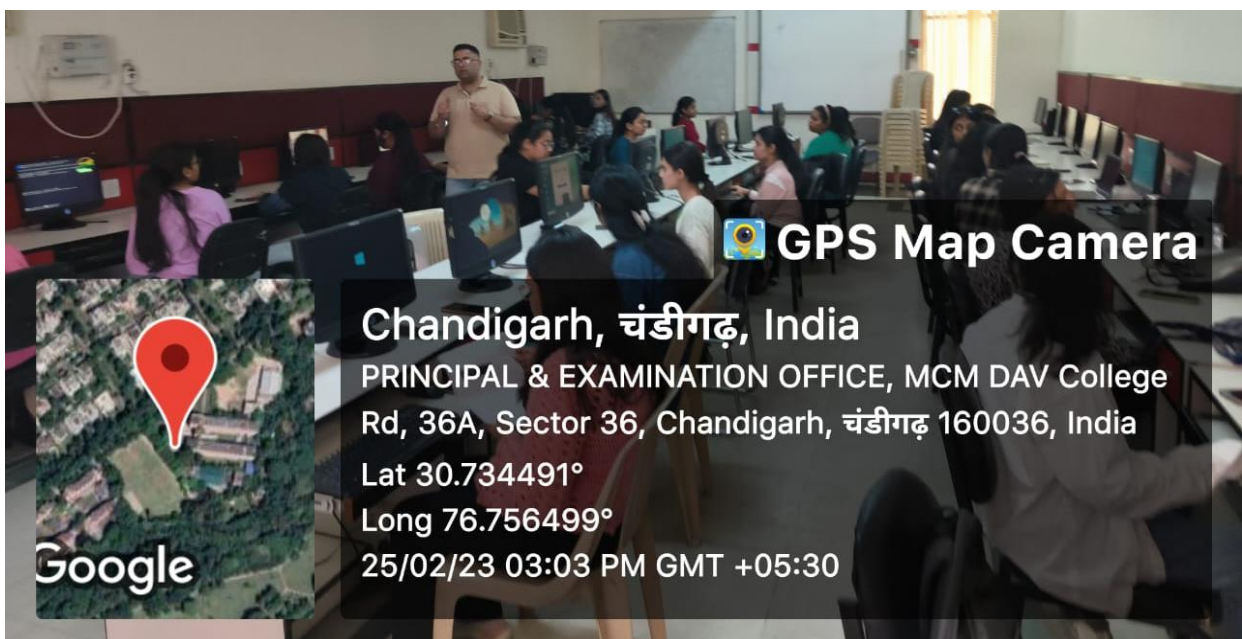 GPS Map Camera
Chandigarh, चंडीगढ़, India
PRINCIPAL & EXAMINATION OFFICE, MCM DAV College
Rd, 36A, Sector 36, Chandigarh, चंडीगढ़ 160036, India
Lat 30.734491°
Long 76.756499°
25/02/23 03:03 PM GMT +05:30
Google